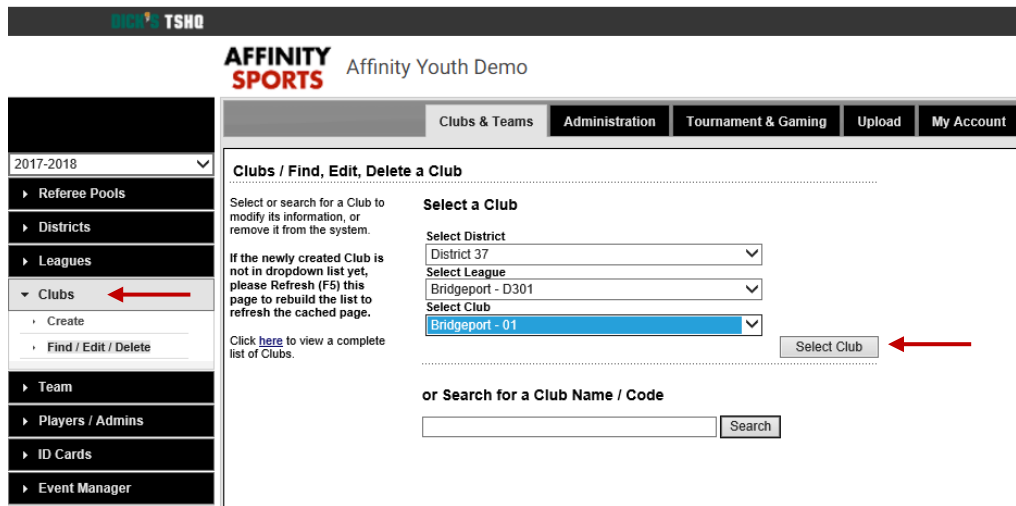 DICK'S TSHQ
AFFINITY
SPORTS
Affinity Youth Demo
Clubs & Teams
Administration
Tournament & Gaming
Upload
My Account
2017-2018
Referee Pools
Districts
Leagues
Clubs
Create
Find / Edit / Delete
Team
Players / Admins
ID Cards
Event Manager
Clubs / Find, Edit, Delete a Club
Select or search for a Club to
modify its information, or
remove it from the system.
If the newly created Club is
not in dropdown list yet,
please Refresh (F5) this
page to rebuild the list to
refresh the cached page.
Click here to view a complete
list of Clubs.
Select a Club
Select District
District 37
Select League
Bridgeport - D301
Select Club
Bridgeport - 01
Select Club
or Search for a Club Name / Code
Search